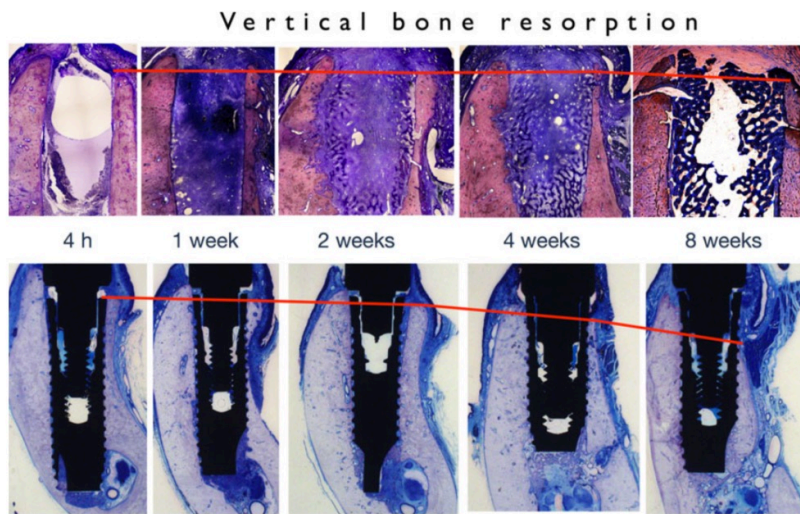 Vertical bone resorption
4 h
1 week
2 weeks
4 weeks
8 weeks